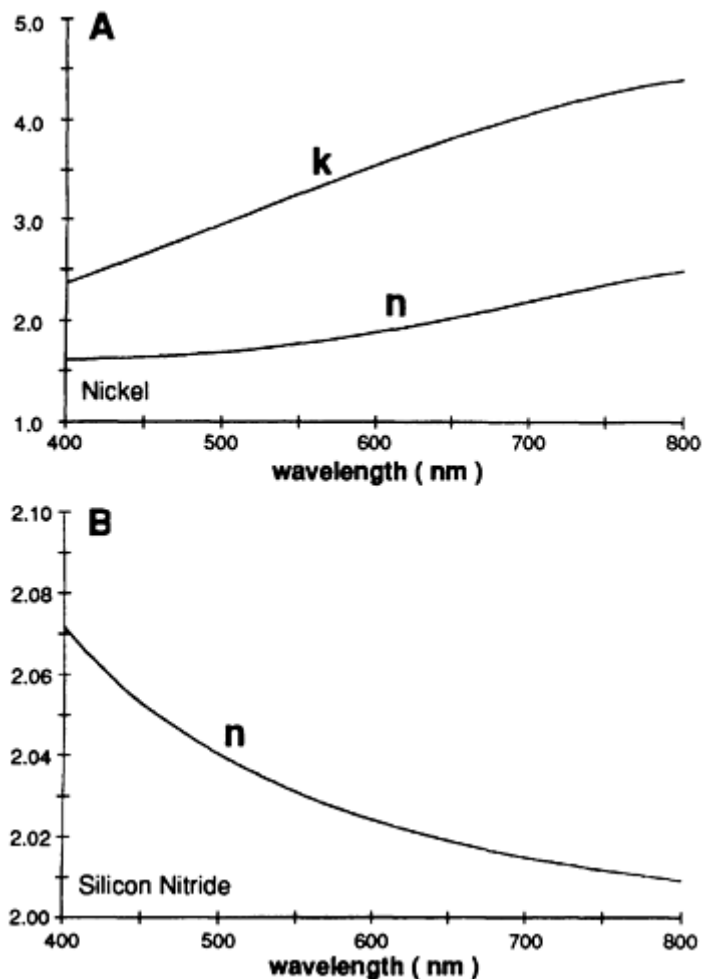 5.0
A
4.0
k
3.0
n
2.0
Nickel
1.0
400 500 600 700 800
wavelength ( nm )
2.10
B
2.08
2.06
n
2.04
2.02
Silicon Nitride
2.00
400 500 600 700 800
wavelength ( nm )